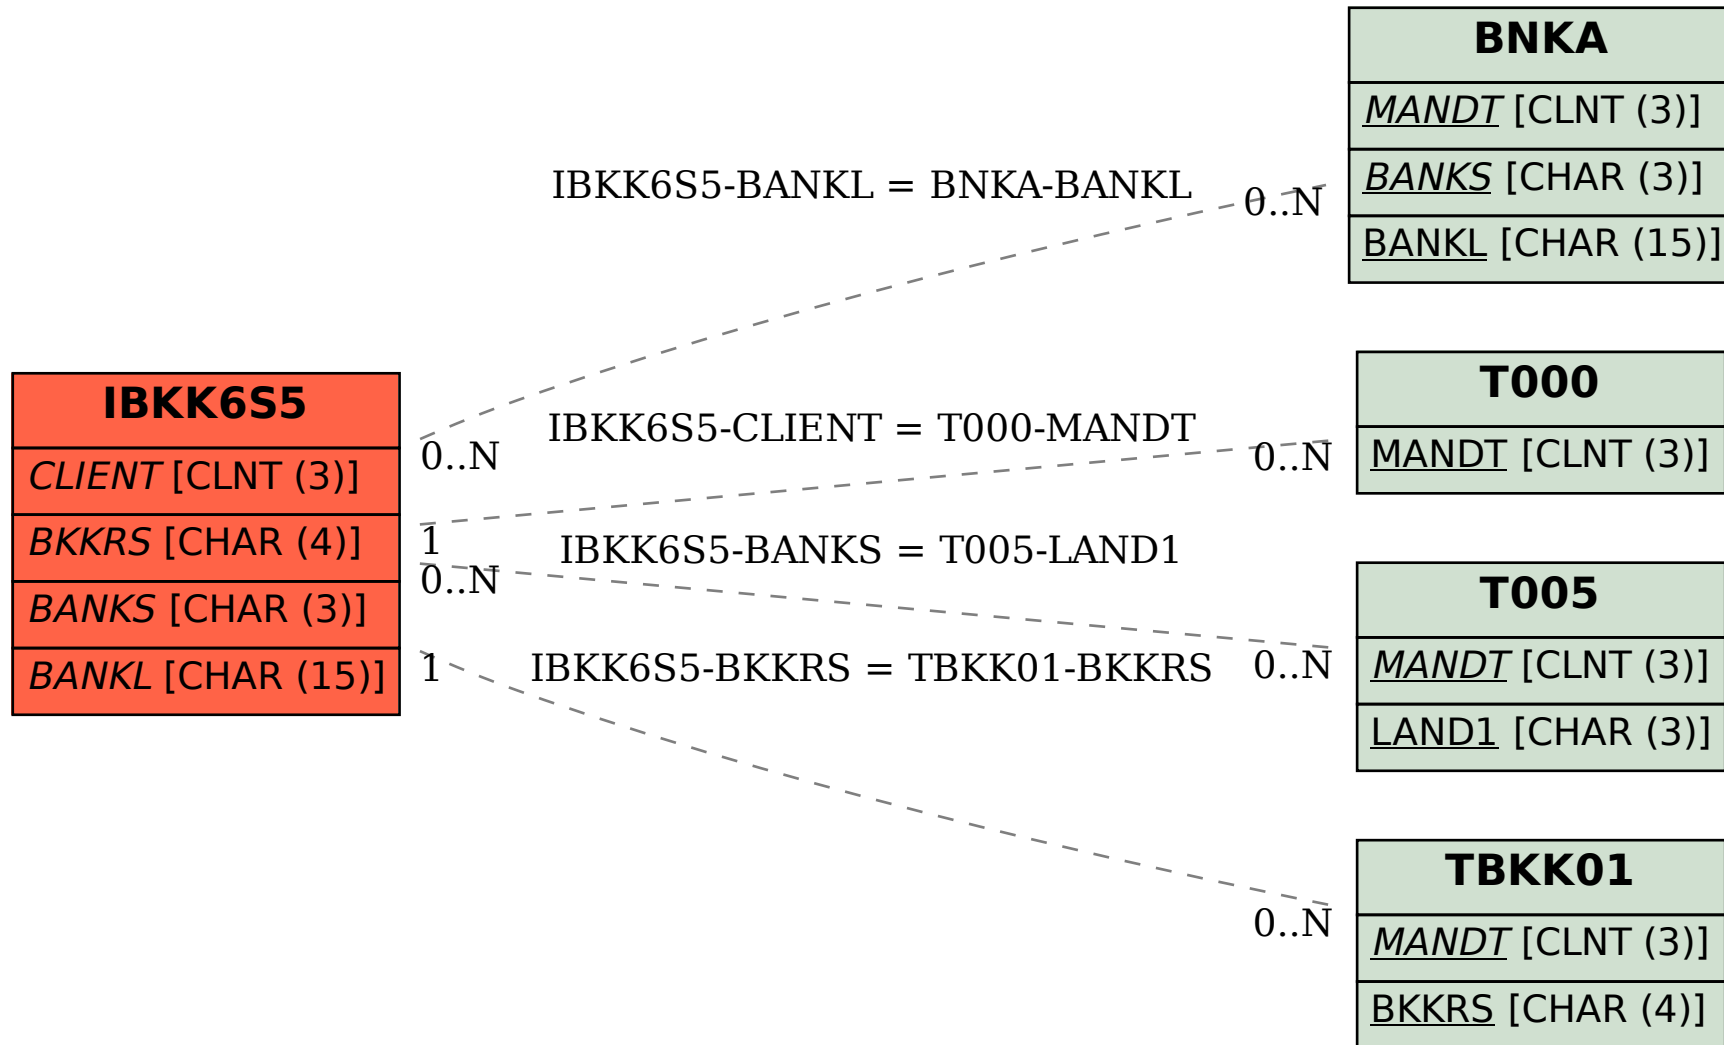 BNKA
MANDT [CLNT (3)]
BANKS [CHAR (3)]
BANKL [CHAR (15)]
IBKK6S5-BANKL = BNKA-BANKL
0..N
0..N
IBKK6S5
CLIENT [CLNT (3)]
BKKRS [CHAR (4)]
BANKS [CHAR (3)]
BANKL [CHAR (15)]
IBKK6S5-CLIENT = T000-MANDT
0..N
1
T000
MANDT [CLNT (3)]
IBKK6S5-BANKS = T005-LAND1
0..N
0..N
T005
MANDT [CLNT (3)]
LAND1 [CHAR (3)]
1
IBKK6S5-BKKRS = TBKK01-BKKRS
0..N
TBKK01
MANDT [CLNT (3)]
BKKRS [CHAR (4)]